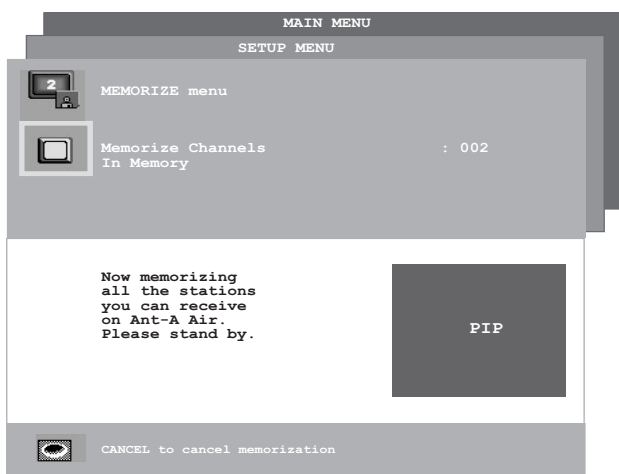 MAIN MENU
SETUP MENU
2
MEMORIZE menu
Memorize Channels : 002
In Memory
Now memorizing
all the stations
you can receive
on Ant-A Air.
Please stand by.
PIP
CANCEL to cancel memorization